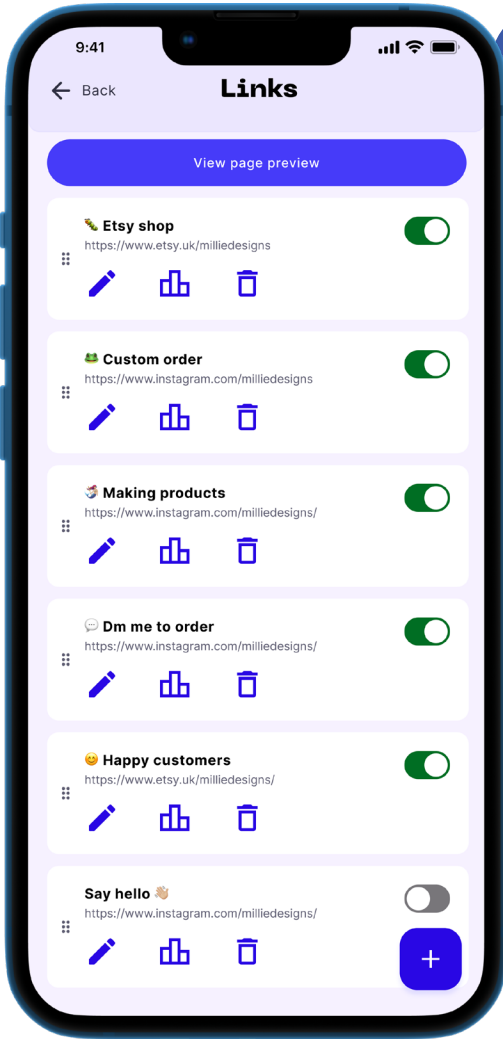 9:41
Back
Links
View page preview
🐛 Etsy shop
https://www.etsy.uk/milliedesigns
🐸 Custom order
https://www.instagram.com/milliedesigns
Making products
https://www.instagram.com/milliedesigns/
💬 Dm me to order
https://www.instagram.com/milliedesigns/
😊 Happy customers
https://www.etsy.uk/milliedesigns/
Say hello 👋🏼
https://www.instagram.com/milliedesigns/